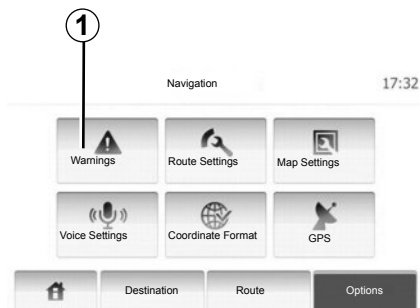 1
Navigation 17:32
Warnings Route Settings Map Settings
Voice Settings Coordinate Format GPS
Destination Route Options